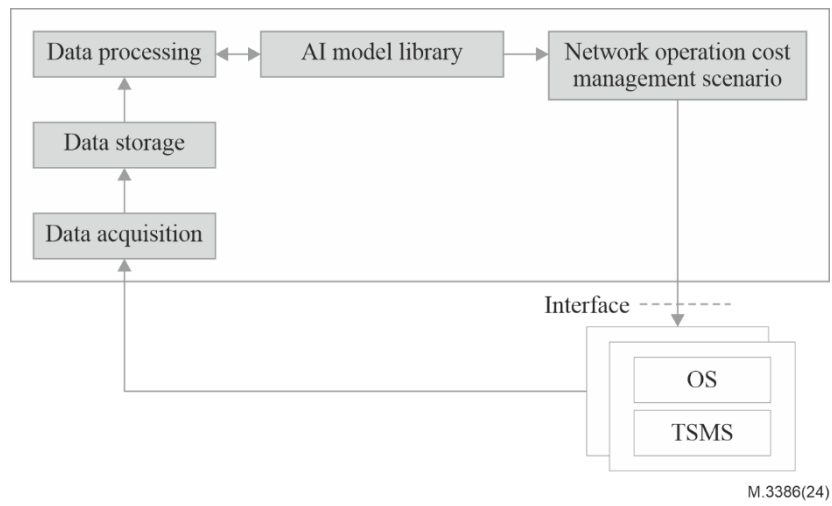 Data processing
AI model library
Network operation cost
management scenario
Data storage
Data acquisition
Interface
OS
TSMS
M.3386(24)